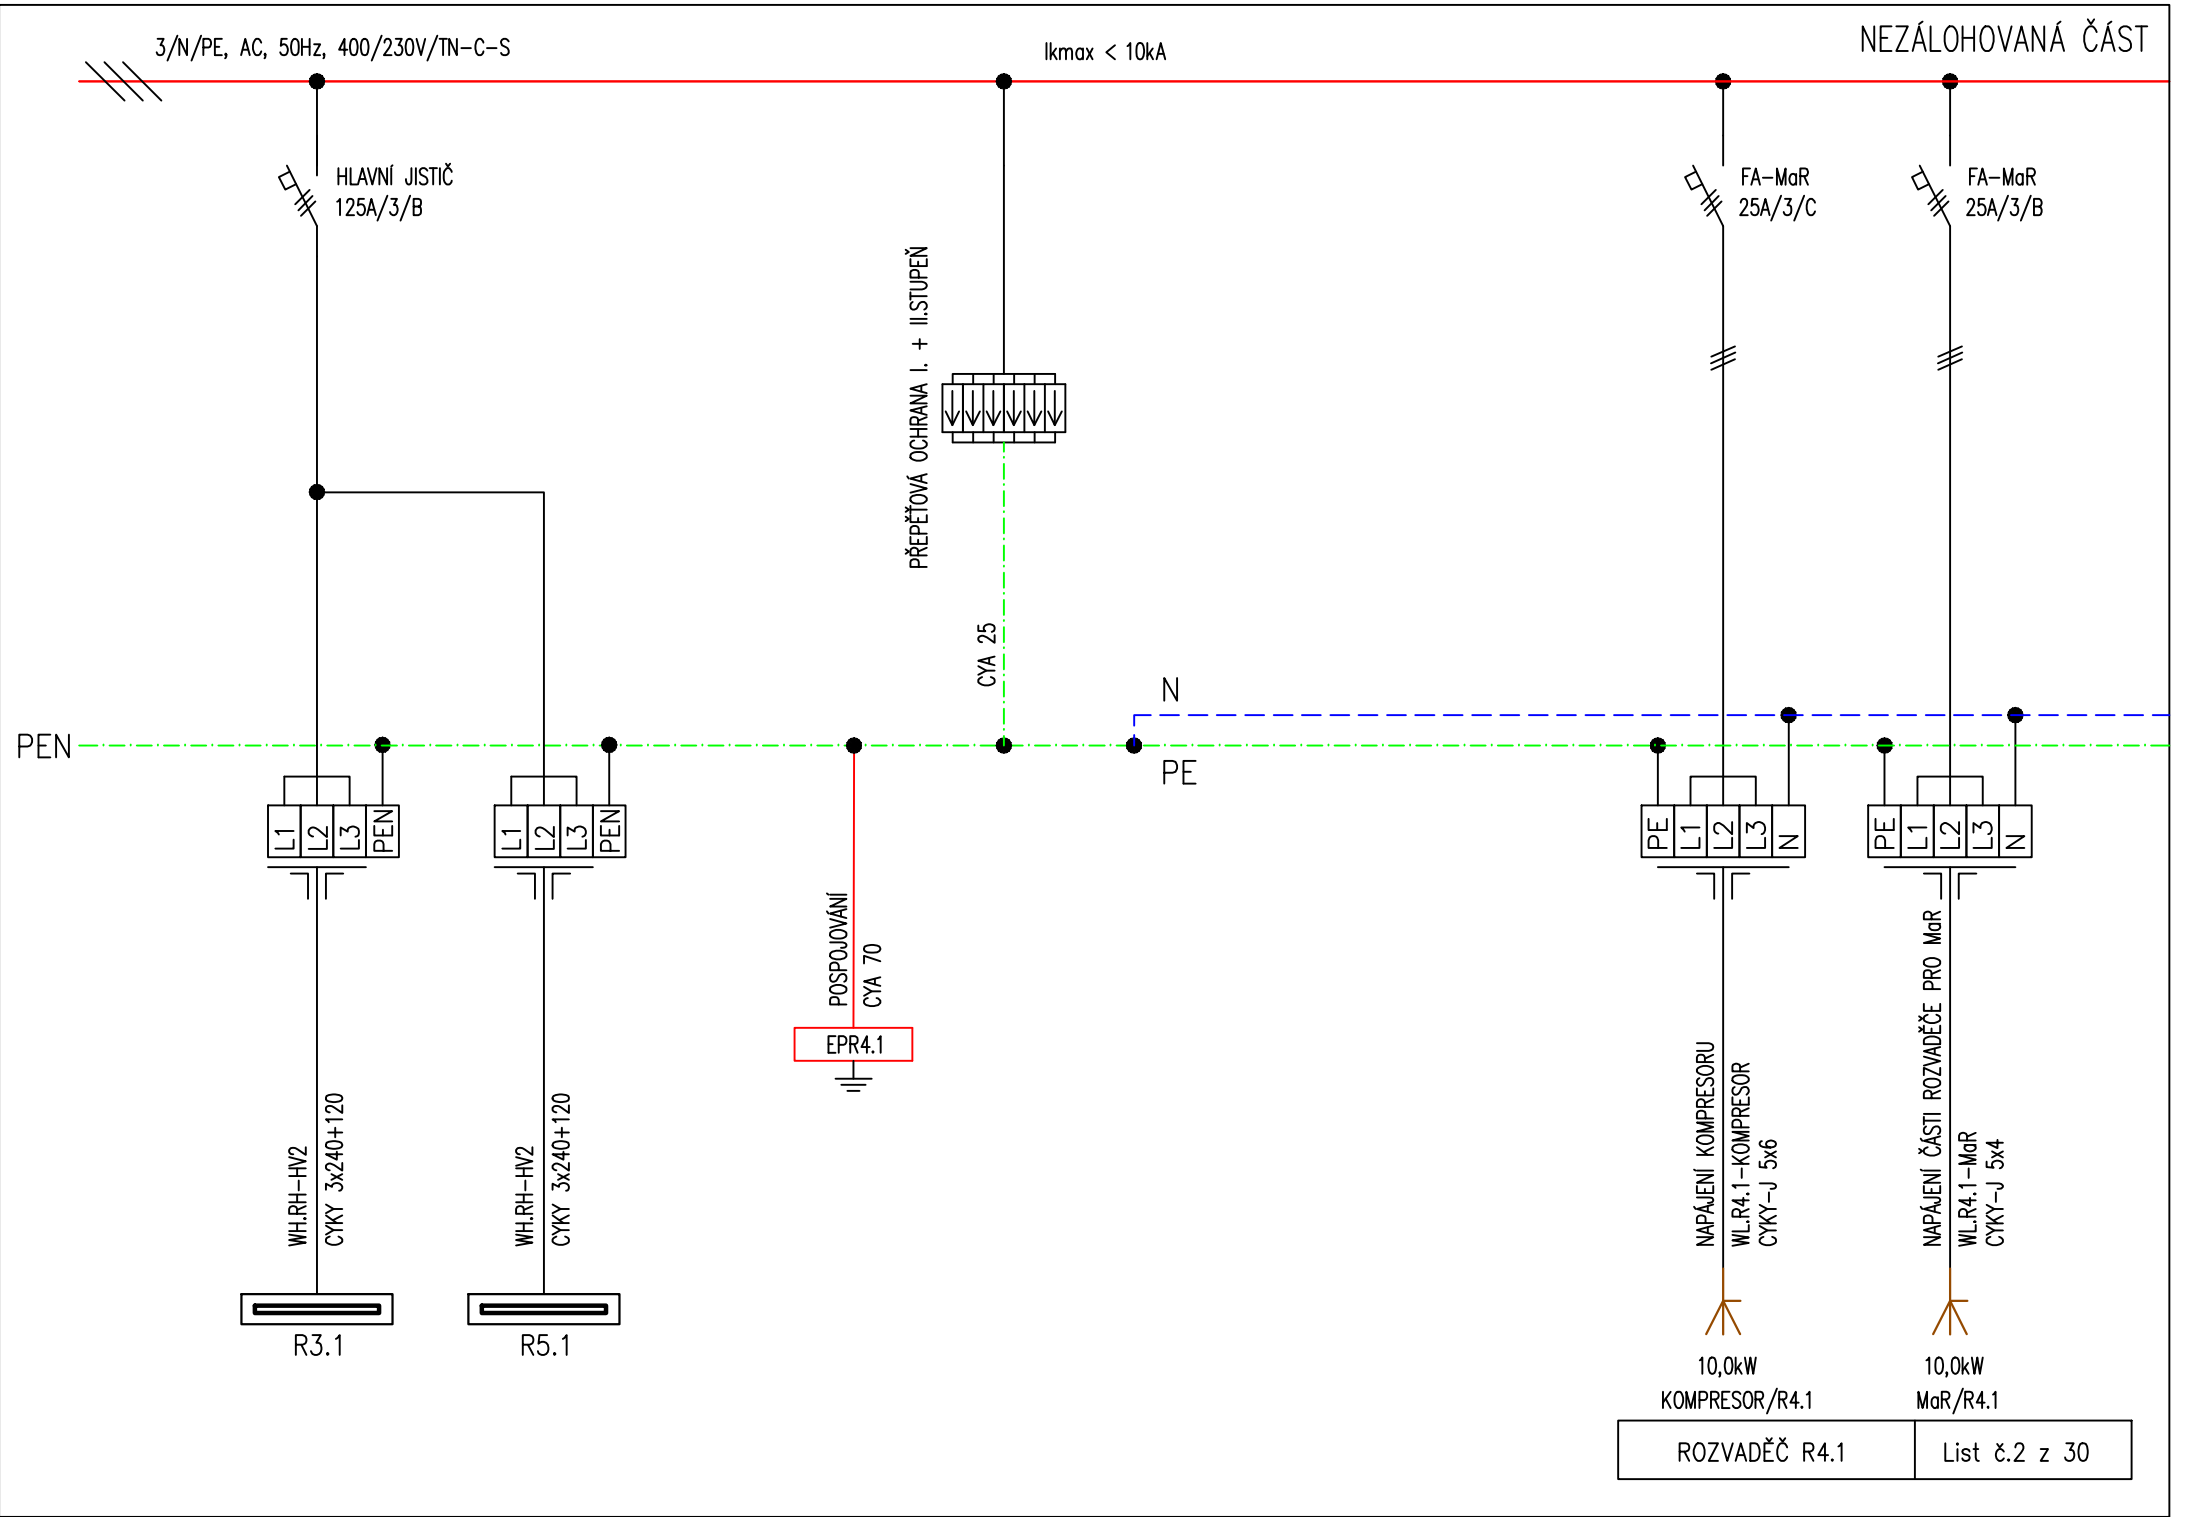 3/N/PE, AC, 50Hz, 400/230V/TN-C-S
Ikmax < 10kA
NEZÁLOHOVANÁ ČÁST
HLAVNÍ JISTIČ
125A/3/B
FA-MaR
25A/3/C
FA-MaR
25A/3/B
PŘEPĚŤOVÁ OCHRANA I. + II.STUPEŇ
CYA 25
N
PEN
PE
L1 L2 L3 PEN
L1 L2 L3 PEN
PE L1 L2 L3 N
PE L1 L2 L3 N
POSPOJOVÁNÍ
CYA 70
EPR4.1
WH.RH-HV2
CYKY 3x240+120
WH.RH-HV2
CYKY 3x240+120
NAPÁJENÍ KOMPRESORU
WL.R4.1-KOMPRESOR
CYKY-J 5x6
NAPÁJENÍ ČÁSTI ROZVADĚČE PRO MaR
WL.R4.1-MaR
CYKY-J 5x4
R3.1
R5.1
10,0kW
KOMPRESOR/R4.1
10,0kW
MaR/R4.1
ROZVADĚČ R4.1
List č.2 z 30